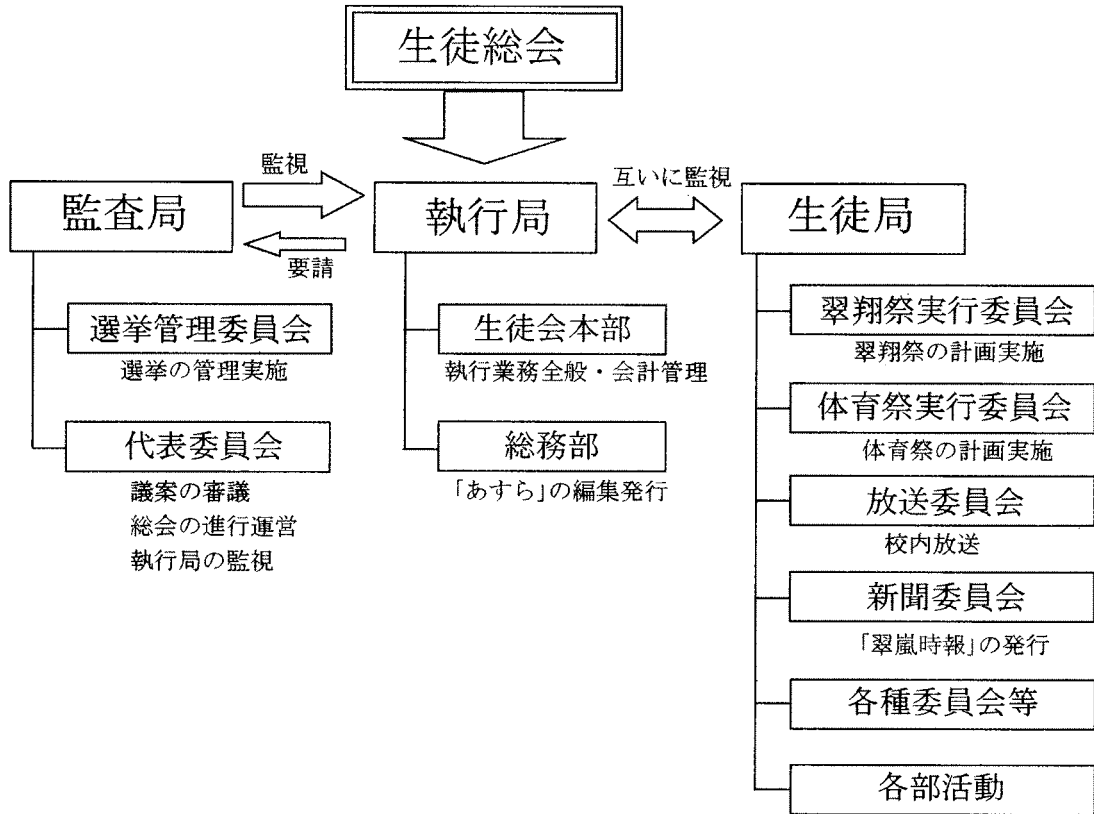 生徒総会
監視
互いに監視
監査局
執行局
生徒局
要請
選挙管理委員会
選挙の管理実施
代表委員会
議案の審議
総会の進行運営
執行局の監視
生徒会本部
執行業務全般・会計管理
総務部
「あすら」の編集発行
翠翔祭実行委員会
翠翔祭の計画実施
体育祭実行委員会
体育祭の計画実施
放送委員会
校内放送
新聞委員会
「翠嵐時報」の発行
各種委員会等
各部活動